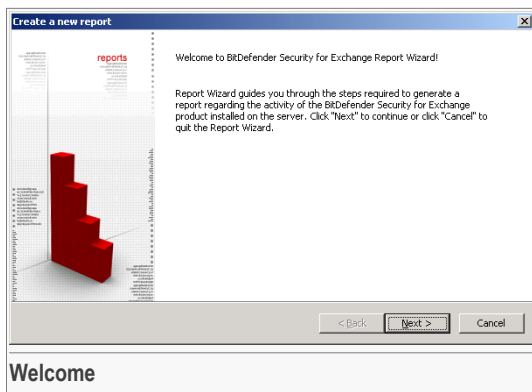 Create a new report
reports
Welcome to BitDefender Security for Exchange Report Wizard!
Report Wizard guides you through the steps required to generate a
report regarding the activity of the BitDefender Security for Exchange
product installed on the server. Click "Next" to continue or click "Cancel" to
quit the Report Wizard.
< Back
Next >
Cancel
Welcome